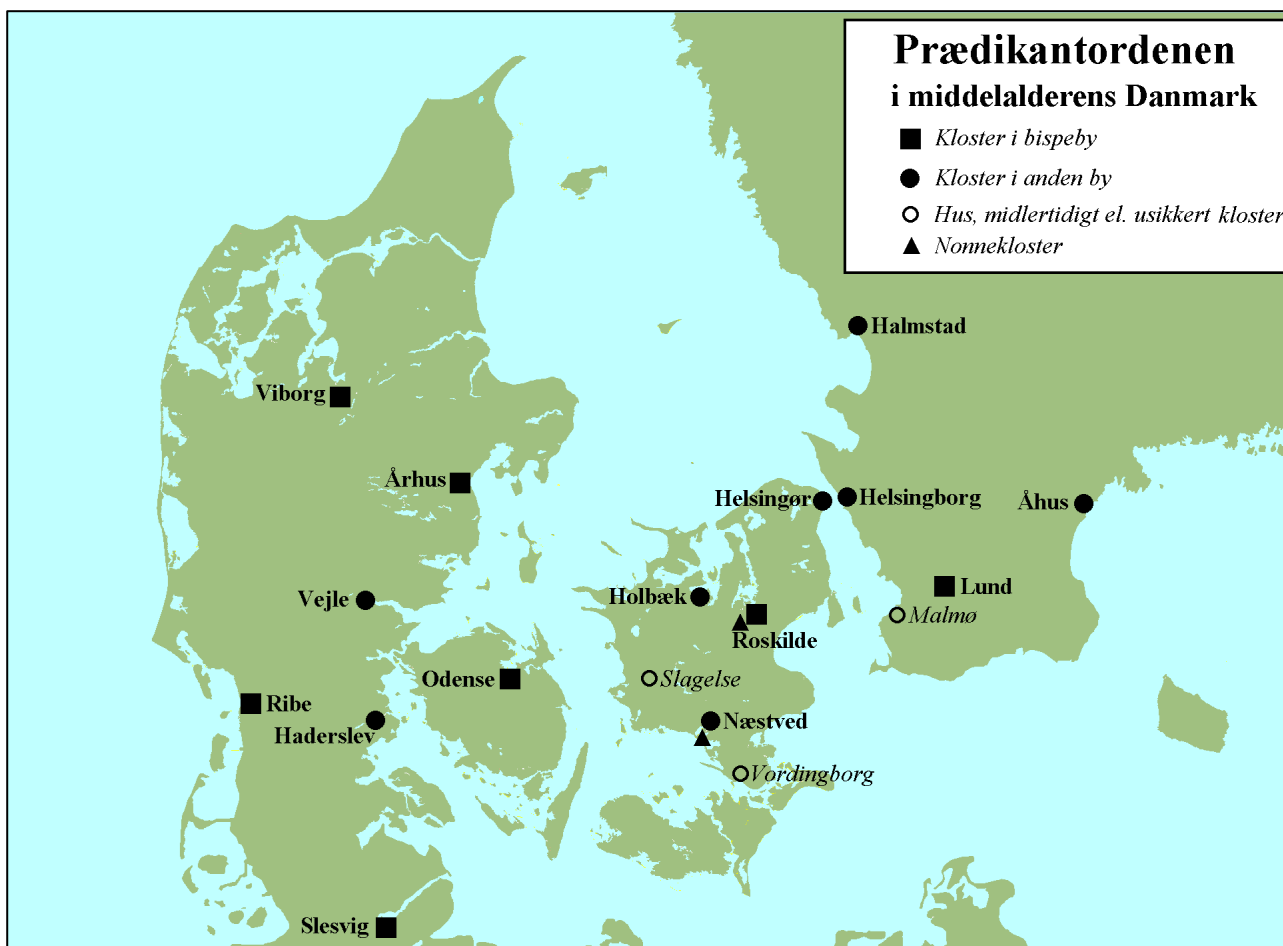 Prædikantordenen
i middelalderens Danmark
Kloster i bispeby
Kloster i anden by
Hus, midlertidigt el. usikkert kloster
Nonnekloster
Halmstad
Viborg
Århus
Helsingør
Helsingborg
Åhus
Vejle
Holbæk
Lund
Malmø
Roskilde
Odense
Slagelse
Ribe
Haderslev
Næstved
Vordingborg
Slesvig